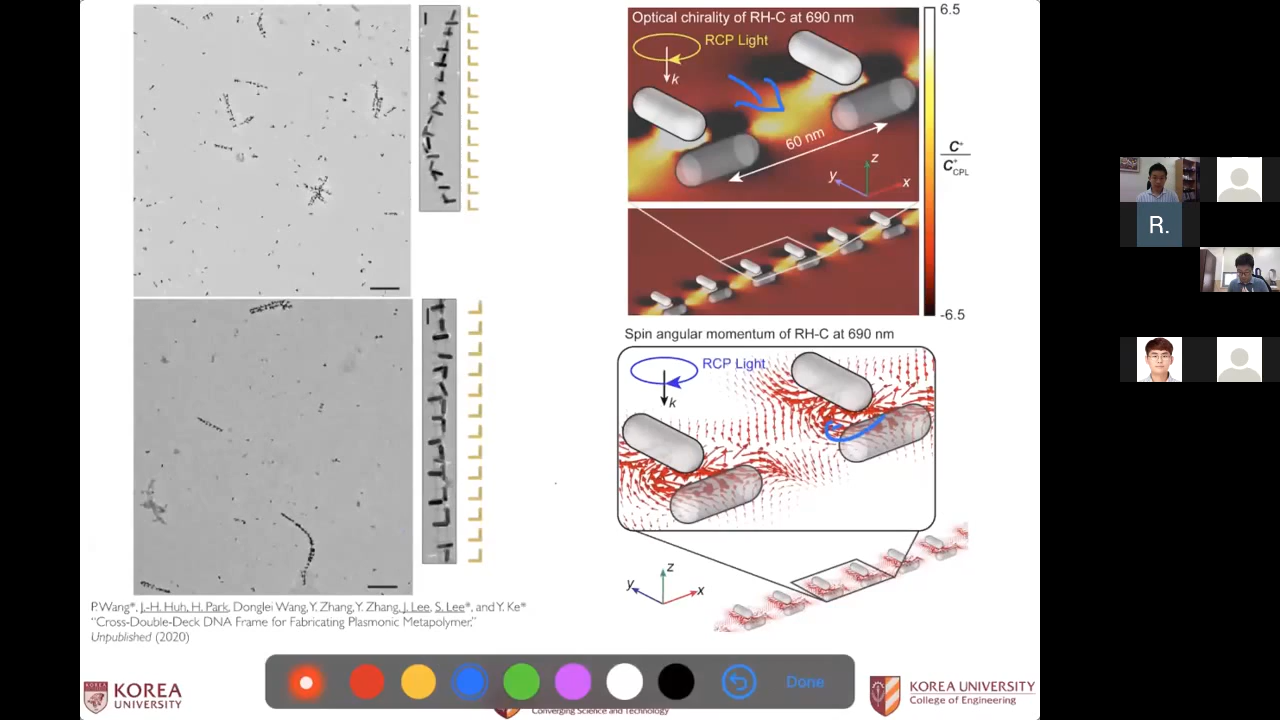 Optical chirality of RH-C at 690 nm
RCP Light
k
60 nm
z
y
x
6.5
C*
C*CPL
-6.5
R.
Spin angular momentum of RH-C at 690 nm
RCP Light
k
z
y
x
P. Wang*, J.-H. Huh, H. Park, Donglei Wang, Y. Zhang, Y. Zhang, J. Lee, S. Lee*, and Y. Ke*
"Cross-Double-Deck DNA Frame for Fabricating Plasmonic Metapolymer."
Unpublished (2020)
Done
KOREA
UNIVERSITY
Converging Science and Technology
KOREA UNIVERSITY
College of Engineering